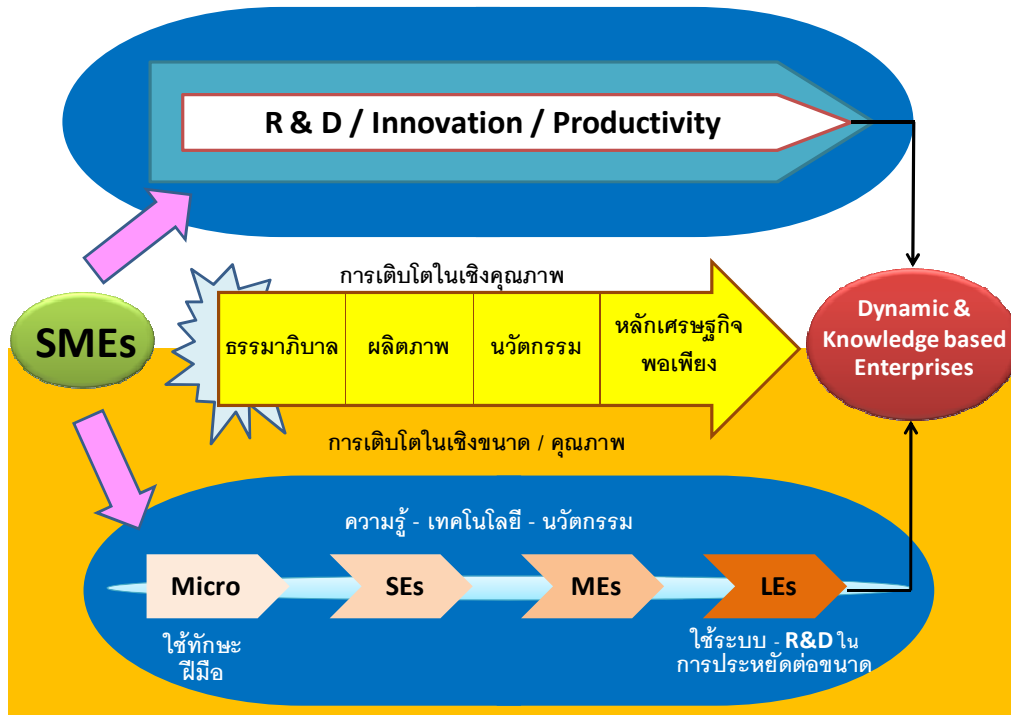 R & D / Innovation / Productivity
การเติบโตในเชิงคุณภาพ
SMEs
ธรรมาภิบาล
ผลิตภาพ
นวัตกรรม
หลักเศรษฐกิจ
พอเพียง
Dynamic &
Knowledge based
Enterprises
การเติบโตในเชิงขนาด / คุณภาพ
ความรู้ - เทคโนโลยี - นวัตกรรม
Micro
SEs
MEs
LEs
ใช้ทักษะ
ฝีมือ
ใช้ระบบ - R&D ใน
การประหยัดต่อขนาด